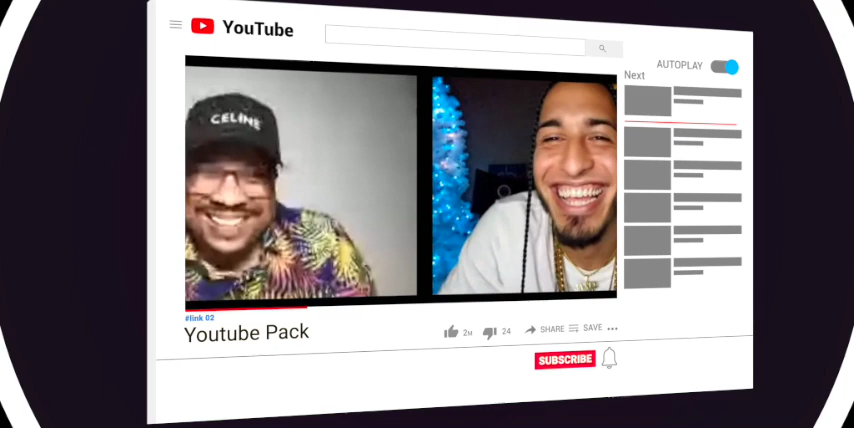 YouTube
AUTOPLAY
Next
CELINE
#link 02
Youtube Pack
2M
24
SHARE
SAVE
SUBSCRIBE